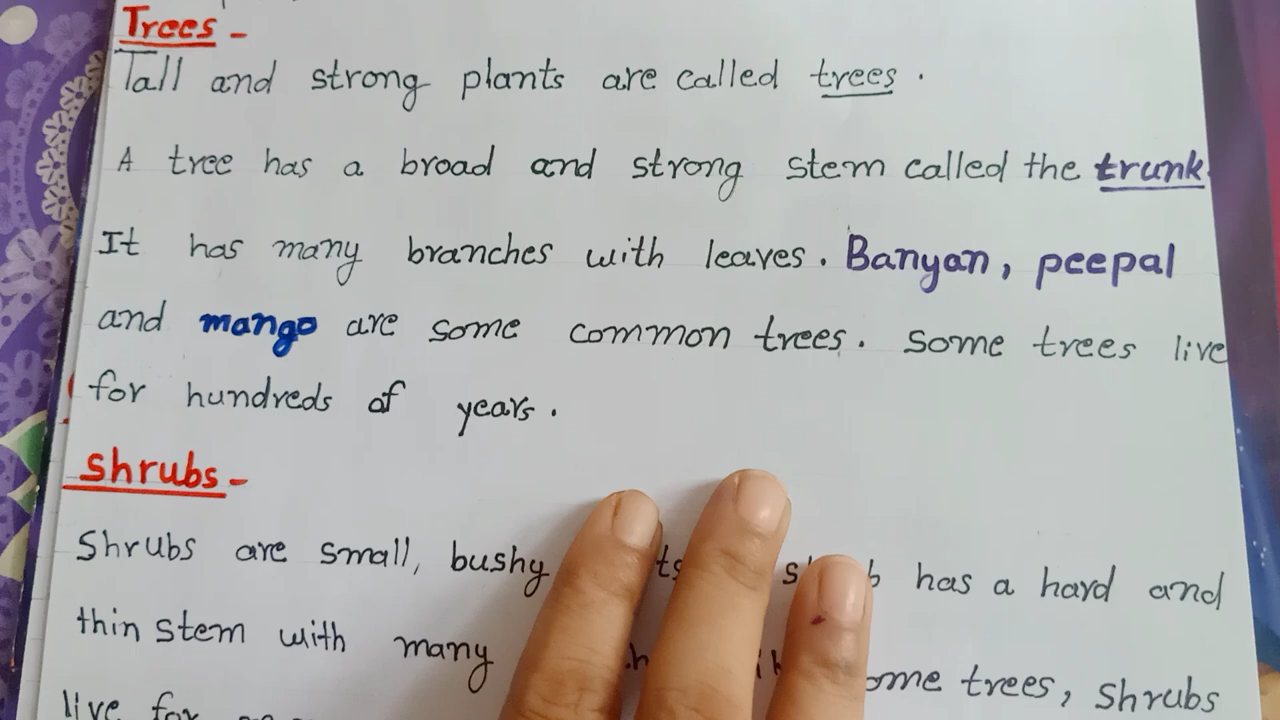 Trees -
Tall and strong plants are called trees.
A tree has a broad and strong stem called the trunk.
It has many branches with leaves. Banyan, peepal
and mango are some common trees. Some trees live
for hundreds of years.
Shrubs -
Shrubs are small, bushy has a hard and
thin stem with many trees, shrubs
live for